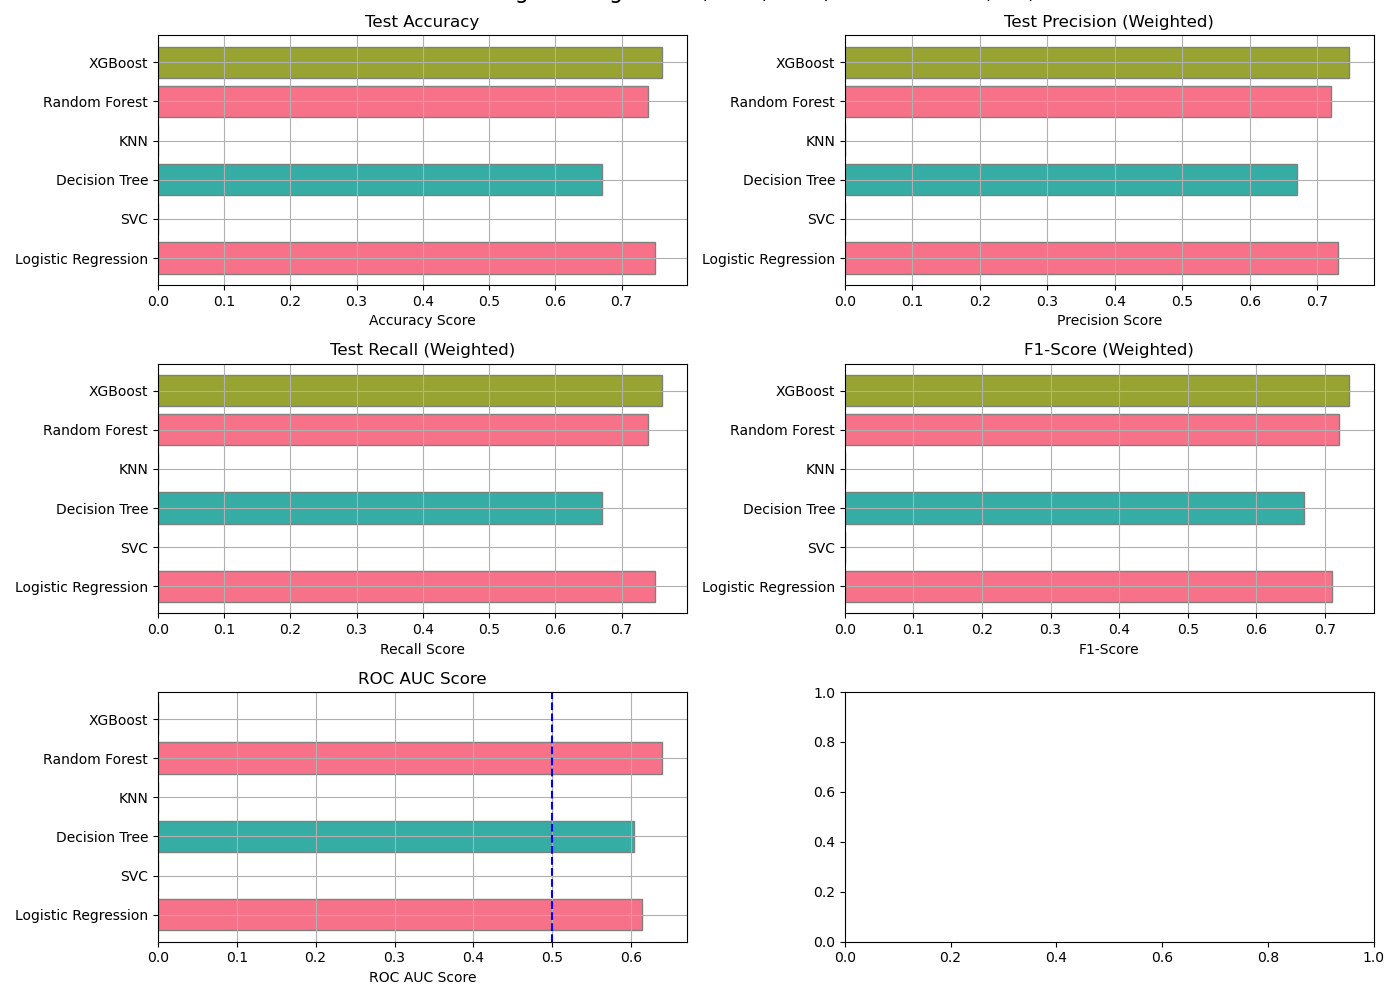 Test Accuracy
XGBoost
Random Forest
KNN
Decision Tree
SVC
Logistic Regression
0.0 0.1 0.2 0.3 0.4 0.5 0.6 0.7
Accuracy Score
Test Precision (Weighted)
XGBoost
Random Forest
KNN
Decision Tree
SVC
Logistic Regression
0.0 0.1 0.2 0.3 0.4 0.5 0.6 0.7
Precision Score
Test Recall (Weighted)
XGBoost
Random Forest
KNN
Decision Tree
SVC
Logistic Regression
0.0 0.1 0.2 0.3 0.4 0.5 0.6 0.7
Recall Score
F1-Score (Weighted)
XGBoost
Random Forest
KNN
Decision Tree
SVC
Logistic Regression
0.0 0.1 0.2 0.3 0.4 0.5 0.6 0.7
F1-Score
ROC AUC Score
XGBoost
Random Forest
KNN
Decision Tree
SVC
Logistic Regression
0.0 0.1 0.2 0.3 0.4 0.5 0.6
ROC AUC Score
1.0
0.8
0.6
0.4
0.2
0.0
0.0 0.2 0.4 0.6 0.8 1.0